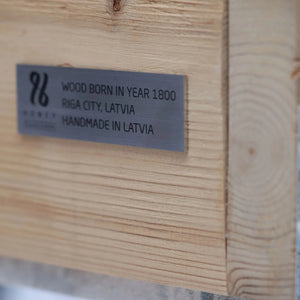 WOOD BORN IN YEAR 1800
RIGA CITY, LATVIA
HANDMADE IN LATVIA